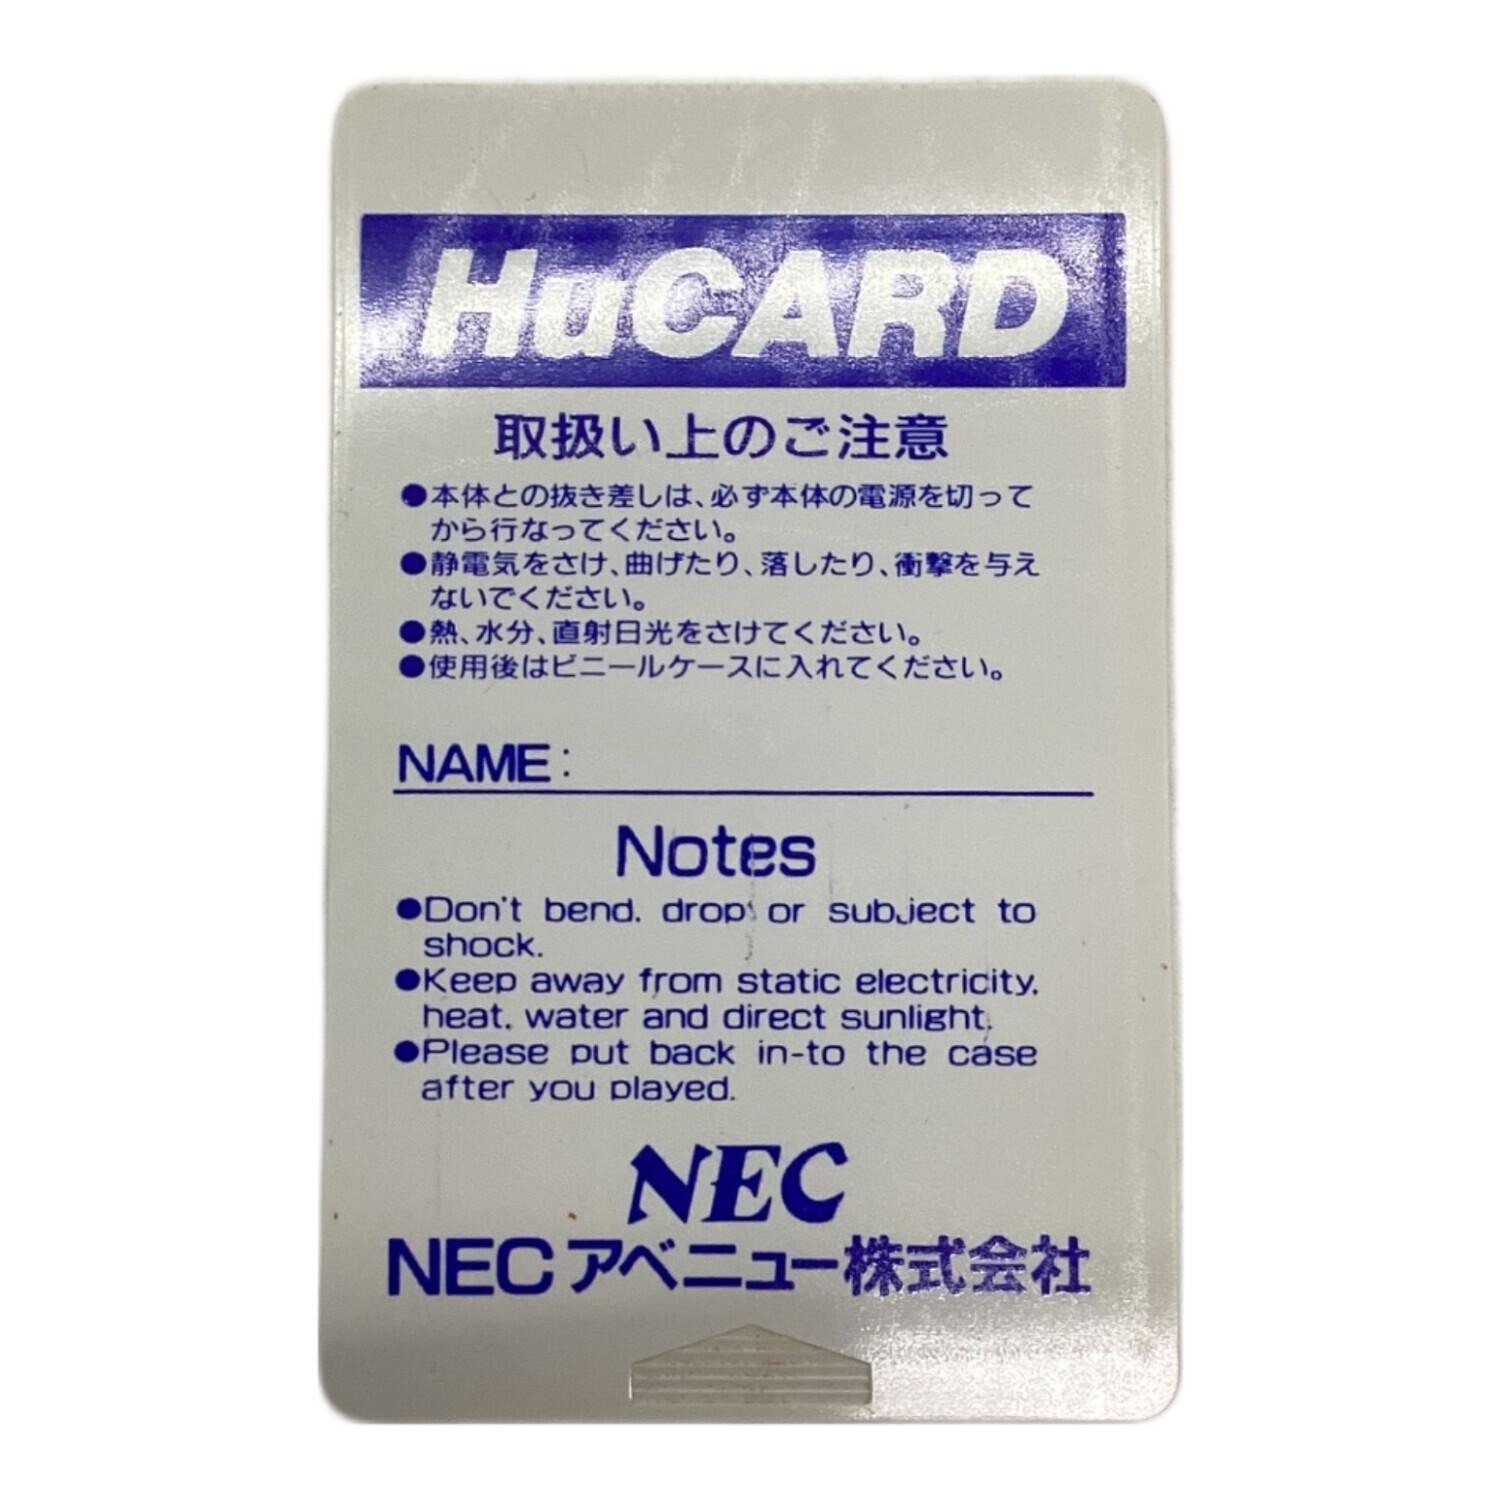 HuCARD
取扱い上のご注意
●本体との抜き差しは、必ず本体の電源を切って
から行なってください。
●静電気をさけ、曲げたり、落したり、衝撃を与え
ないでください。
●熱、水分、直射日光をさけてください。
●使用後はビニールケースに入れてください。
NAME:
Notes
●Don't bend, drop or subject to
shock.
●Keep away from static electricity,
heat, water and direct sunlight.
●Please put back in-to the case
after you played.
NEC
NECアベニュー株式会社